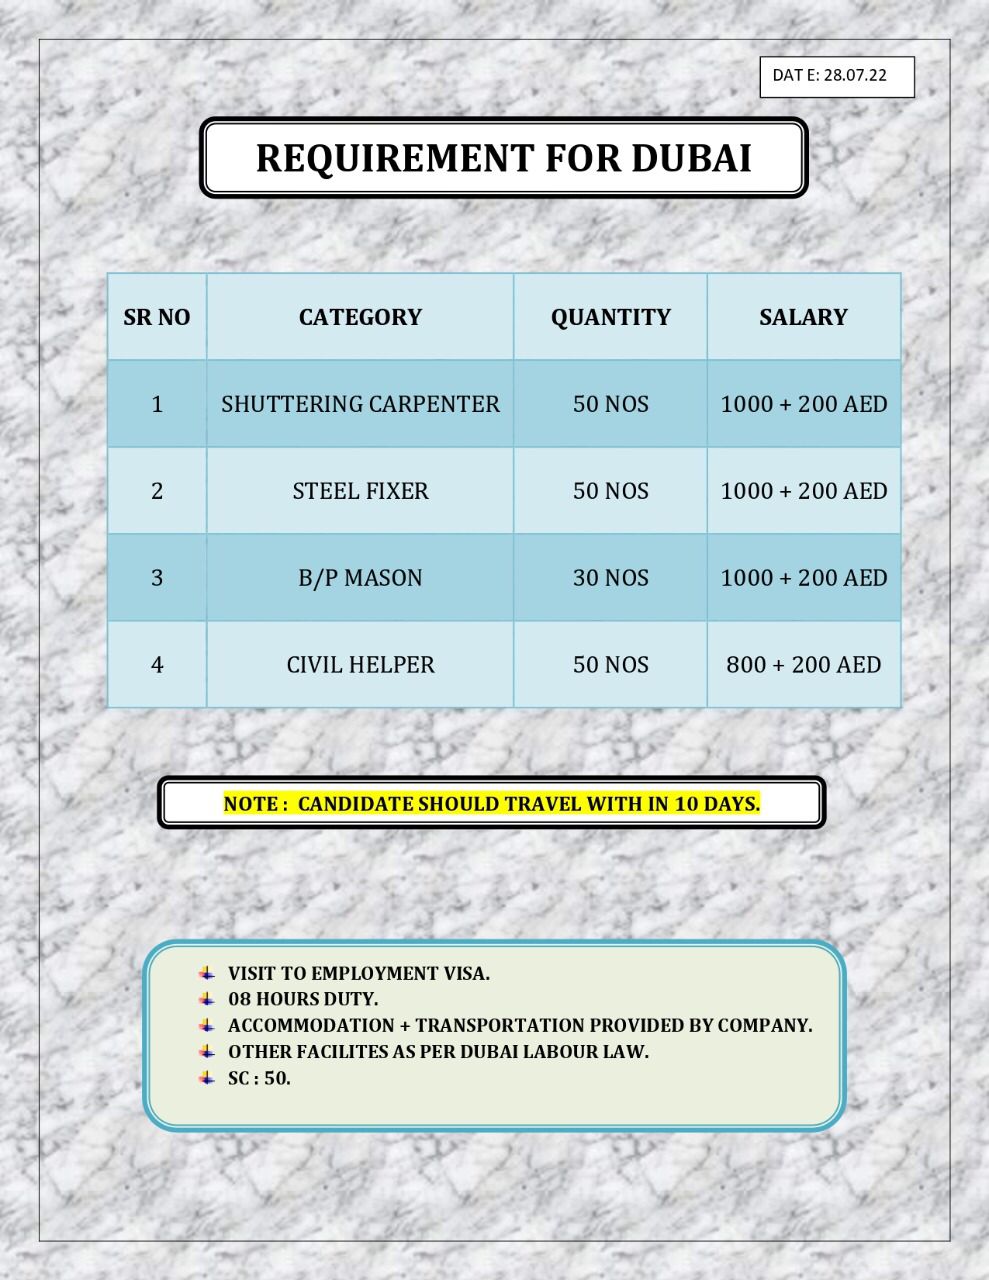 DAT E: 28.07.22
REQUIREMENT FOR DUBAI
SR NO CATEGORY QUANTITY SALARY
1 SHUTTERING CARPENTER 50 NOS 1000 + 200 AED
2 STEEL FIXER 50 NOS 1000 + 200 AED
3 B/P MASON 30 NOS 1000 + 200 AED
4 CIVIL HELPER 50 NOS 800 + 200 AED
NOTE : CANDIDATE SHOULD TRAVEL WITH IN 10 DAYS.
VISIT TO EMPLOYMENT VISA.
08 HOURS DUTY.
ACCOMMODATION + TRANSPORTATION PROVIDED BY COMPANY.
OTHER FACILITES AS PER DUBAI LABOUR LAW.
SC : 50.